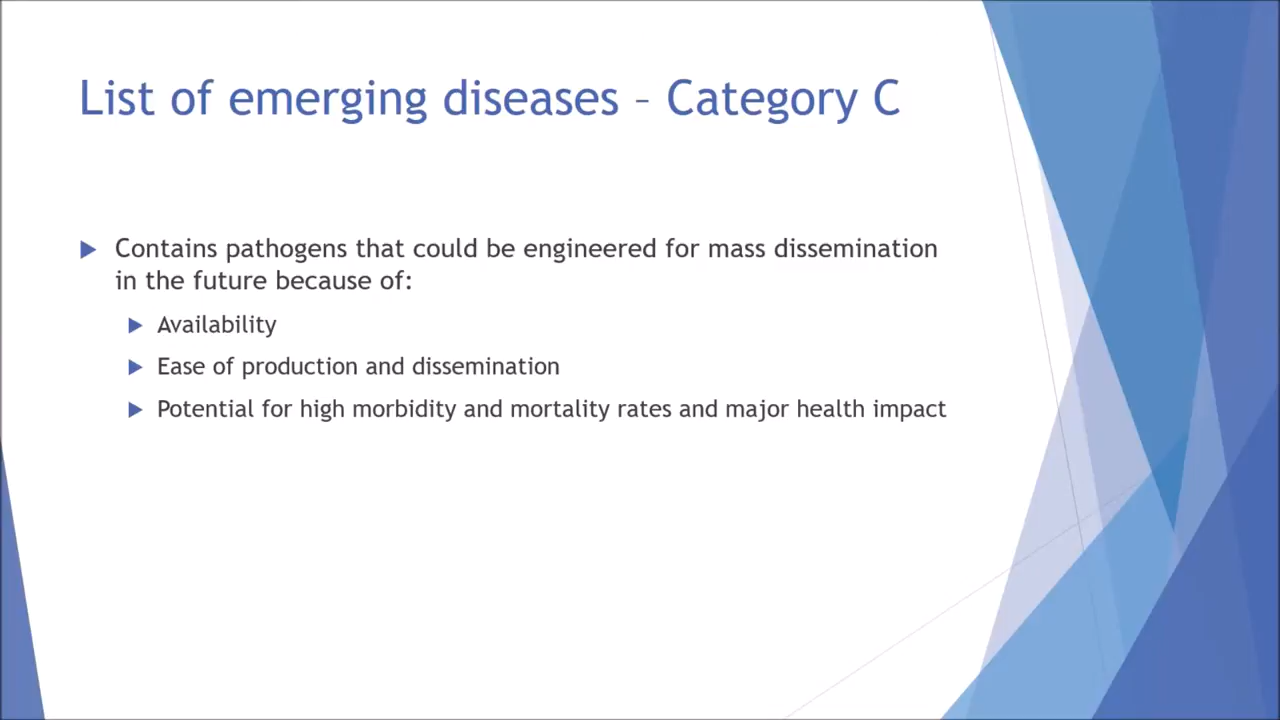 List of emerging diseases – Category C
Contains pathogens that could be engineered for mass dissemination
in the future because of:
Availability
Ease of production and dissemination
Potential for high morbidity and mortality rates and major health impact